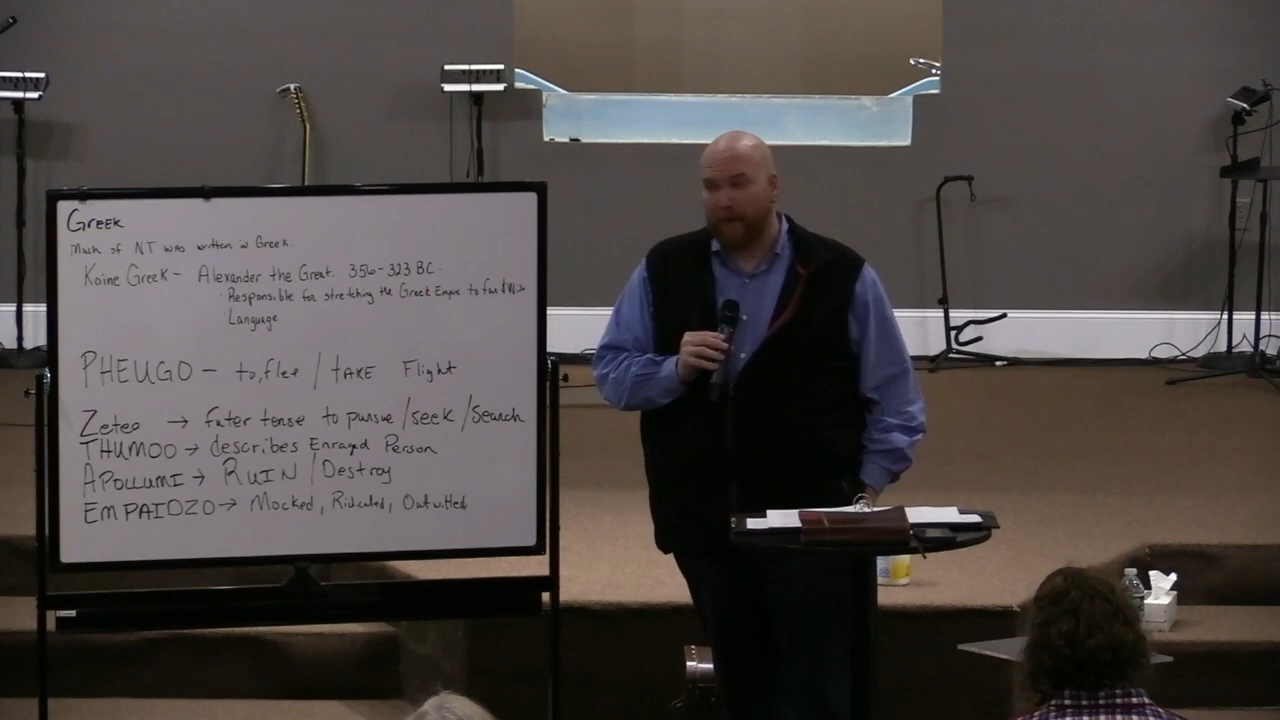 GREEK
Much of NT was written in Greek.
Koine Greek - Alexander the Great. 356-323 BC.
· Responsible for stretching the Greek Empire to far & Wide
· Language
PHEUGO - to flee / TAKE Flight
Zeteo → futer tense to pursue / seek / Search
THUMOO → describes Enraged Person
APOLLUMI → RUIN / Destroy
EMPAIDZO → Mocked, Ridiculed, Outwitted